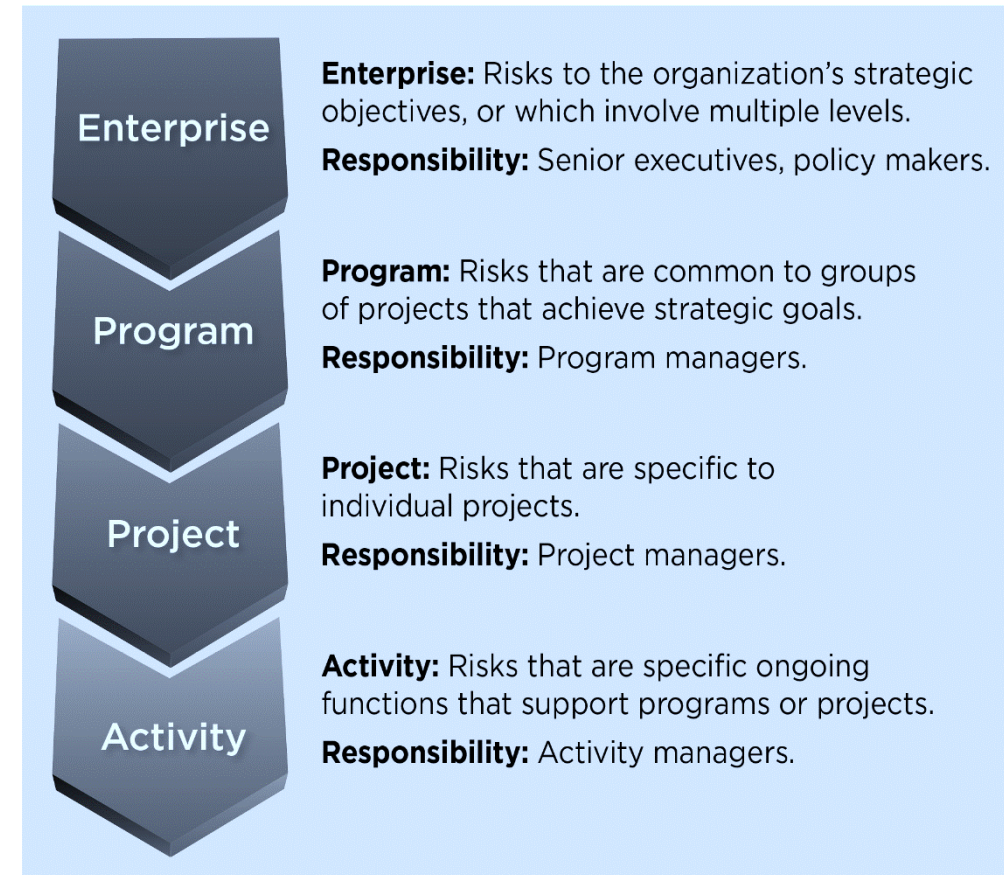 Enterprise
Enterprise: Risks to the organization’s strategic
objectives, or which involve multiple levels.
Responsibility: Senior executives, policy makers.
Program
Program: Risks that are common to groups
of projects that achieve strategic goals.
Responsibility: Program managers.
Project
Project: Risks that are specific to
individual projects.
Responsibility: Project managers.
Activity
Activity: Risks that are specific ongoing
functions that support programs or projects.
Responsibility: Activity managers.